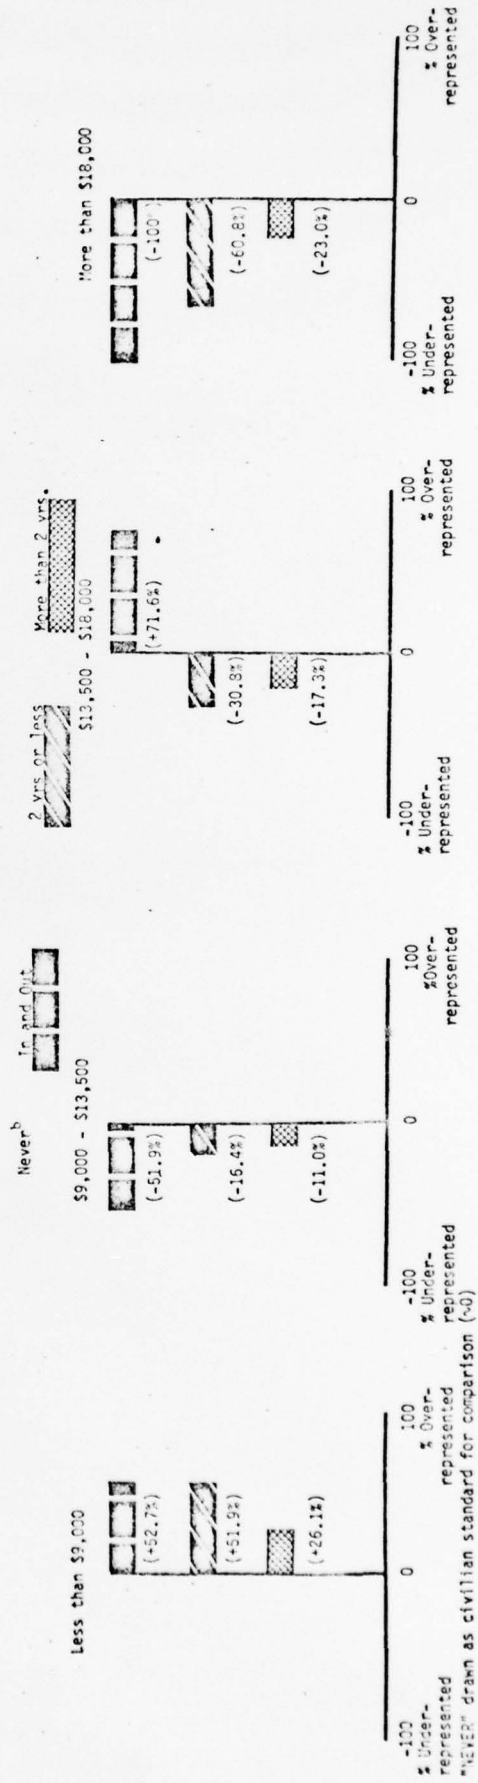 Never b
In and Out
2 yrs or less
More than 2 yrs.
Less than $9,000
(+52.7%)
(+51.9%)
(+26.1%)
-100
0
100
% Under-
represented
% Over-
represented
$9,000 - $13,500
(-51.9%)
(-16.4%)
(-11.0%)
-100
0
100
% Under-
represented
%Over-
represented
$13,500 - $18,000
(+71.6%)
(-30.8%)
(-17.3%)
-100
0
100
% Under-
represented
% Over-
represented
More than $18,000
(-100%)
(-60.8%)
(-23.0%)
-100
0
100
% Under-
represented
% Over-
represented
"NEVER" drawn as civilian standard for comparison (~0)